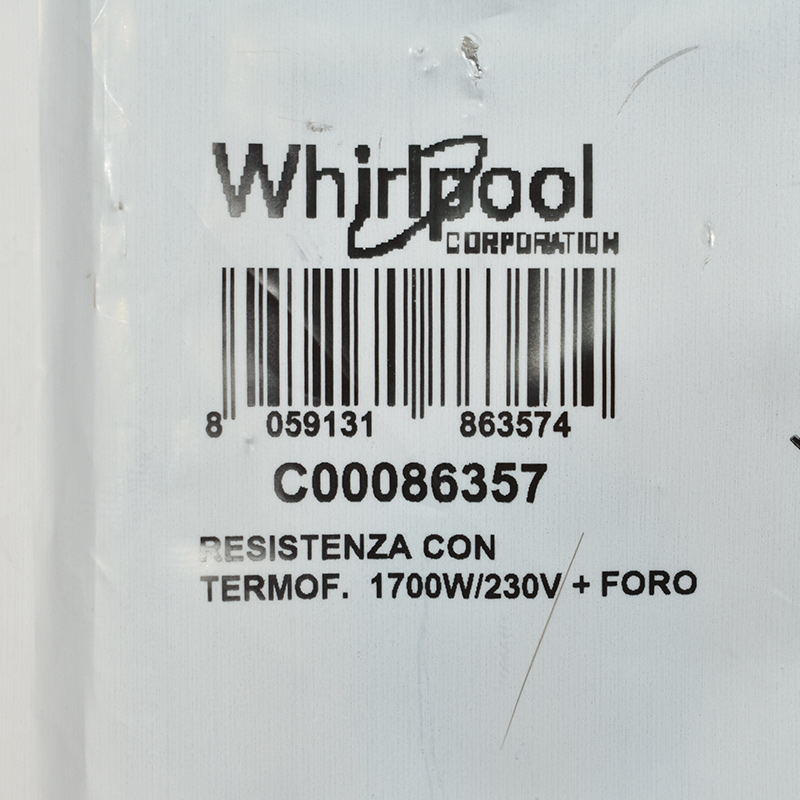 Whirlpool
CORPORATION
8 059131 863574
C00086357
RESISTENZA CON
TERMOF. 1700W/230V + FORO